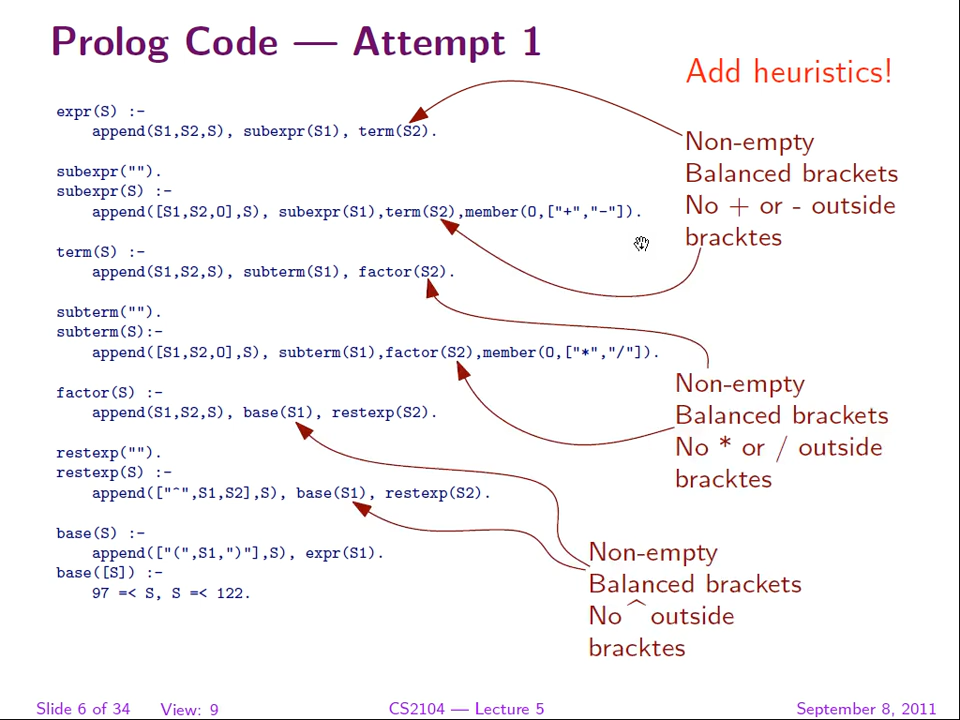 Prolog Code — Attempt 1
Add heuristics!
expr(S) :-
append(S1,S2,S), subexpr(S1), term(S2).
subexpr("").
subexpr(S) :-
append([S1,S2,O],S), subexpr(S1),term(S2),member(O,["+","-"]).
term(S) :-
append(S1,S2,S), subterm(S1), factor(S2).
subterm("").
subterm(S):-
append([S1,S2,O],S), subterm(S1),factor(S2),member(O,["*","/"]).
factor(S) :-
append(S1,S2,S), base(S1), restexp(S2).
restexp("").
restexp(S) :-
append(["^",S1,S2],S), base(S1), restexp(S2).
base(S) :-
append(["(",S1,")"],S), expr(S1).
base([S]) :-
97 =< S, S =< 122.
Non-empty
Balanced brackets
No + or - outside
bracktes
Non-empty
Balanced brackets
No * or / outside
bracktes
Non-empty
Balanced brackets
No ^ outside
bracktes
Slide 6 of 34 View: 9 CS2104 — Lecture 5 September 8, 2011